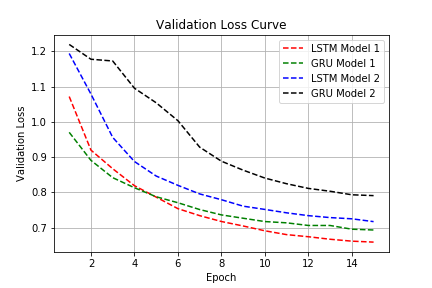 Validation Loss Curve
LSTM Model 1
GRU Model 1
LSTM Model 2
GRU Model 2
1.2
1.1
1.0
0.9
0.8
0.7
Validation Loss
2 4 6 8 10 12 14
Epoch